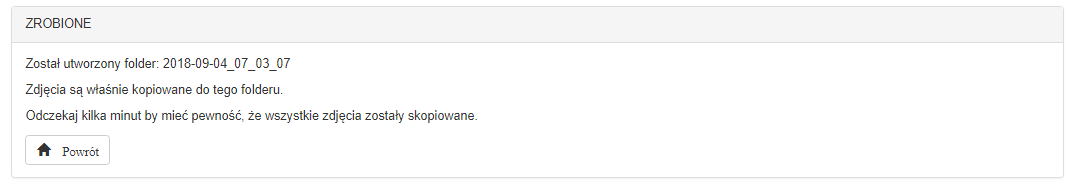 ZROBIONE
Został utworzony folder: 2018-09-04_07_03_07
Zdjęcia są właśnie kopiowane do tego folderu.
Odczekaj kilka minut by mieć pewność, że wszystkie zdjęcia zostały skopiowane.
Powrót